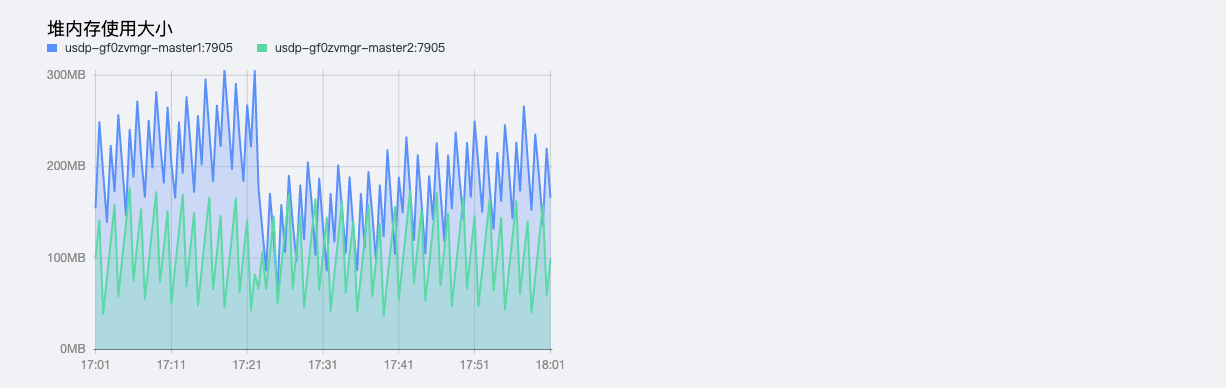 堆内存使用大小
usdp-gf0zvmgr-master1:7905 usdp-gf0zvmgr-master2:7905
300MB
200MB
100MB
0MB
17:01 17:11 17:21 17:31 17:41 17:51 18:01